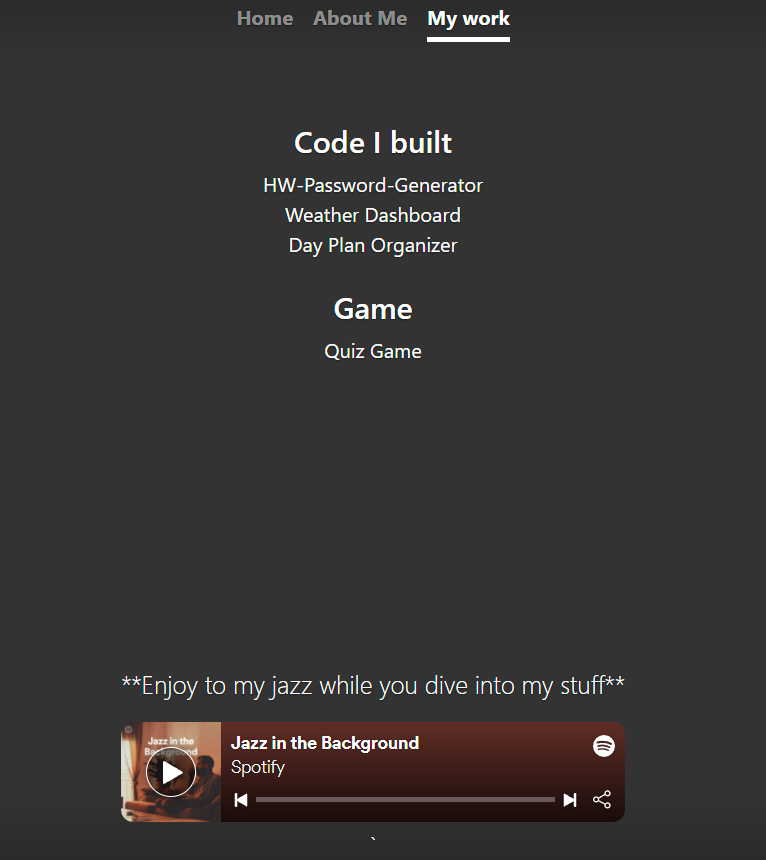 Home About Me My work
Code I built
HW-Password-Generator
Weather Dashboard
Day Plan Organizer
Game
Quiz Game
**Enjoy to my jazz while you dive into my stuff**
Jazz in the
Background
Jazz in the Background
Spotify
`